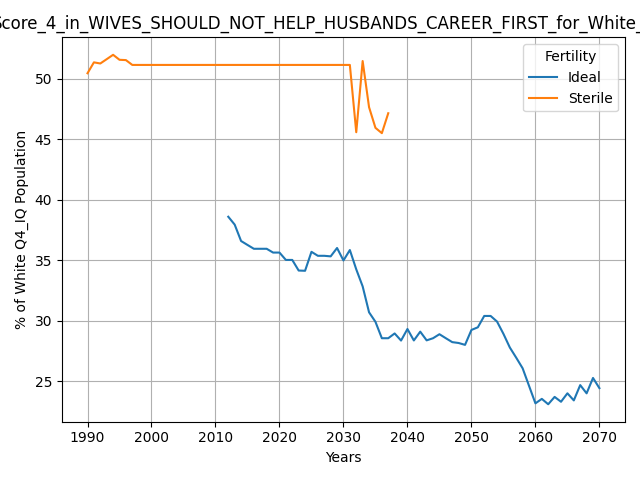 Score_4_in_WIVES_SHOULD_NOT_HELP_HUSBANDS_CAREER_FIRST_for_White_
Fertility
Ideal
Sterile
% of White Q4_IQ Population
50
45
40
35
30
25
1990 2000 2010 2020 2030 2040 2050 2060 2070
Years